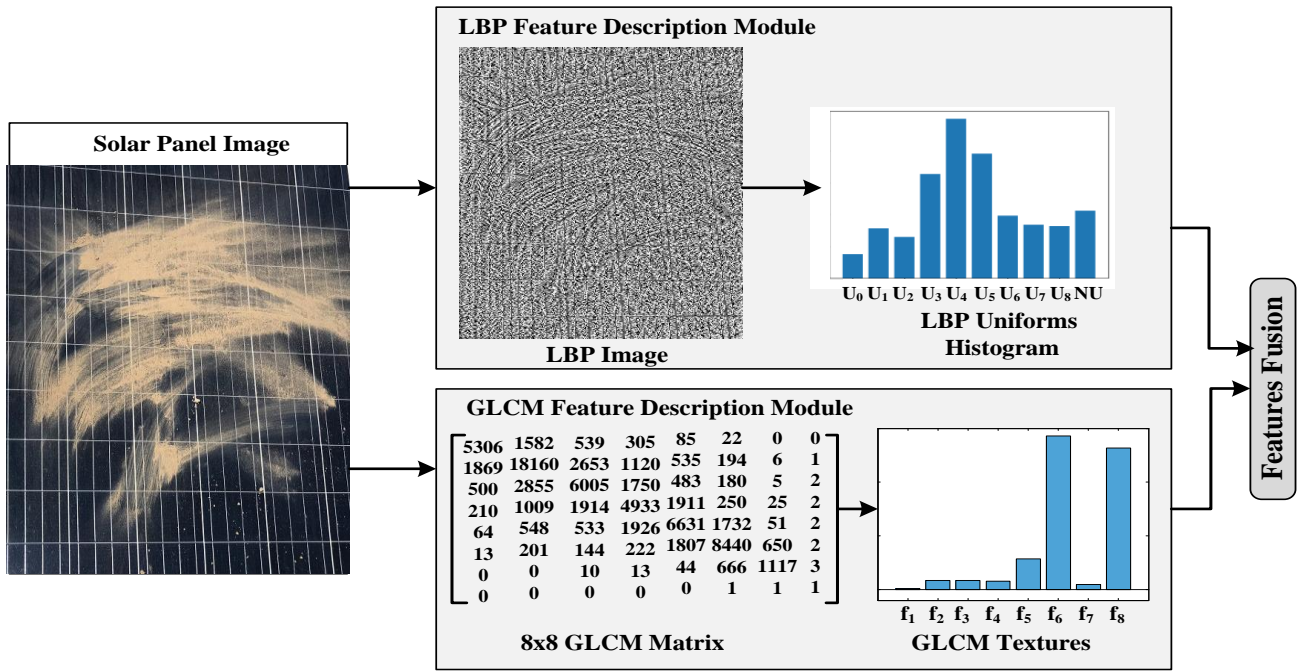 Solar Panel Image
LBP Feature Description Module
LBP Image
U₀ U₁ U₂ U₃ U₄ U₅ U₆ U₇ U₈ NU
LBP Uniforms
Histogram
GLCM Feature Description Module
5306 1582 539 305 85 22 0 0
1869 18160 2653 1120 535 194 6 1
500 2855 6005 1750 483 180 5 2
210 1009 1914 4933 1911 250 25 2
64 548 533 1926 6631 1732 51 2
13 201 144 222 1807 8440 650 2
0 0 10 13 44 666 1117 3
0 0 0 0 0 1 1 1
8x8 GLCM Matrix
f₁ f₂ f₃ f₄ f₅ f₆ f₇ f₈
GLCM Textures
Features Fusion